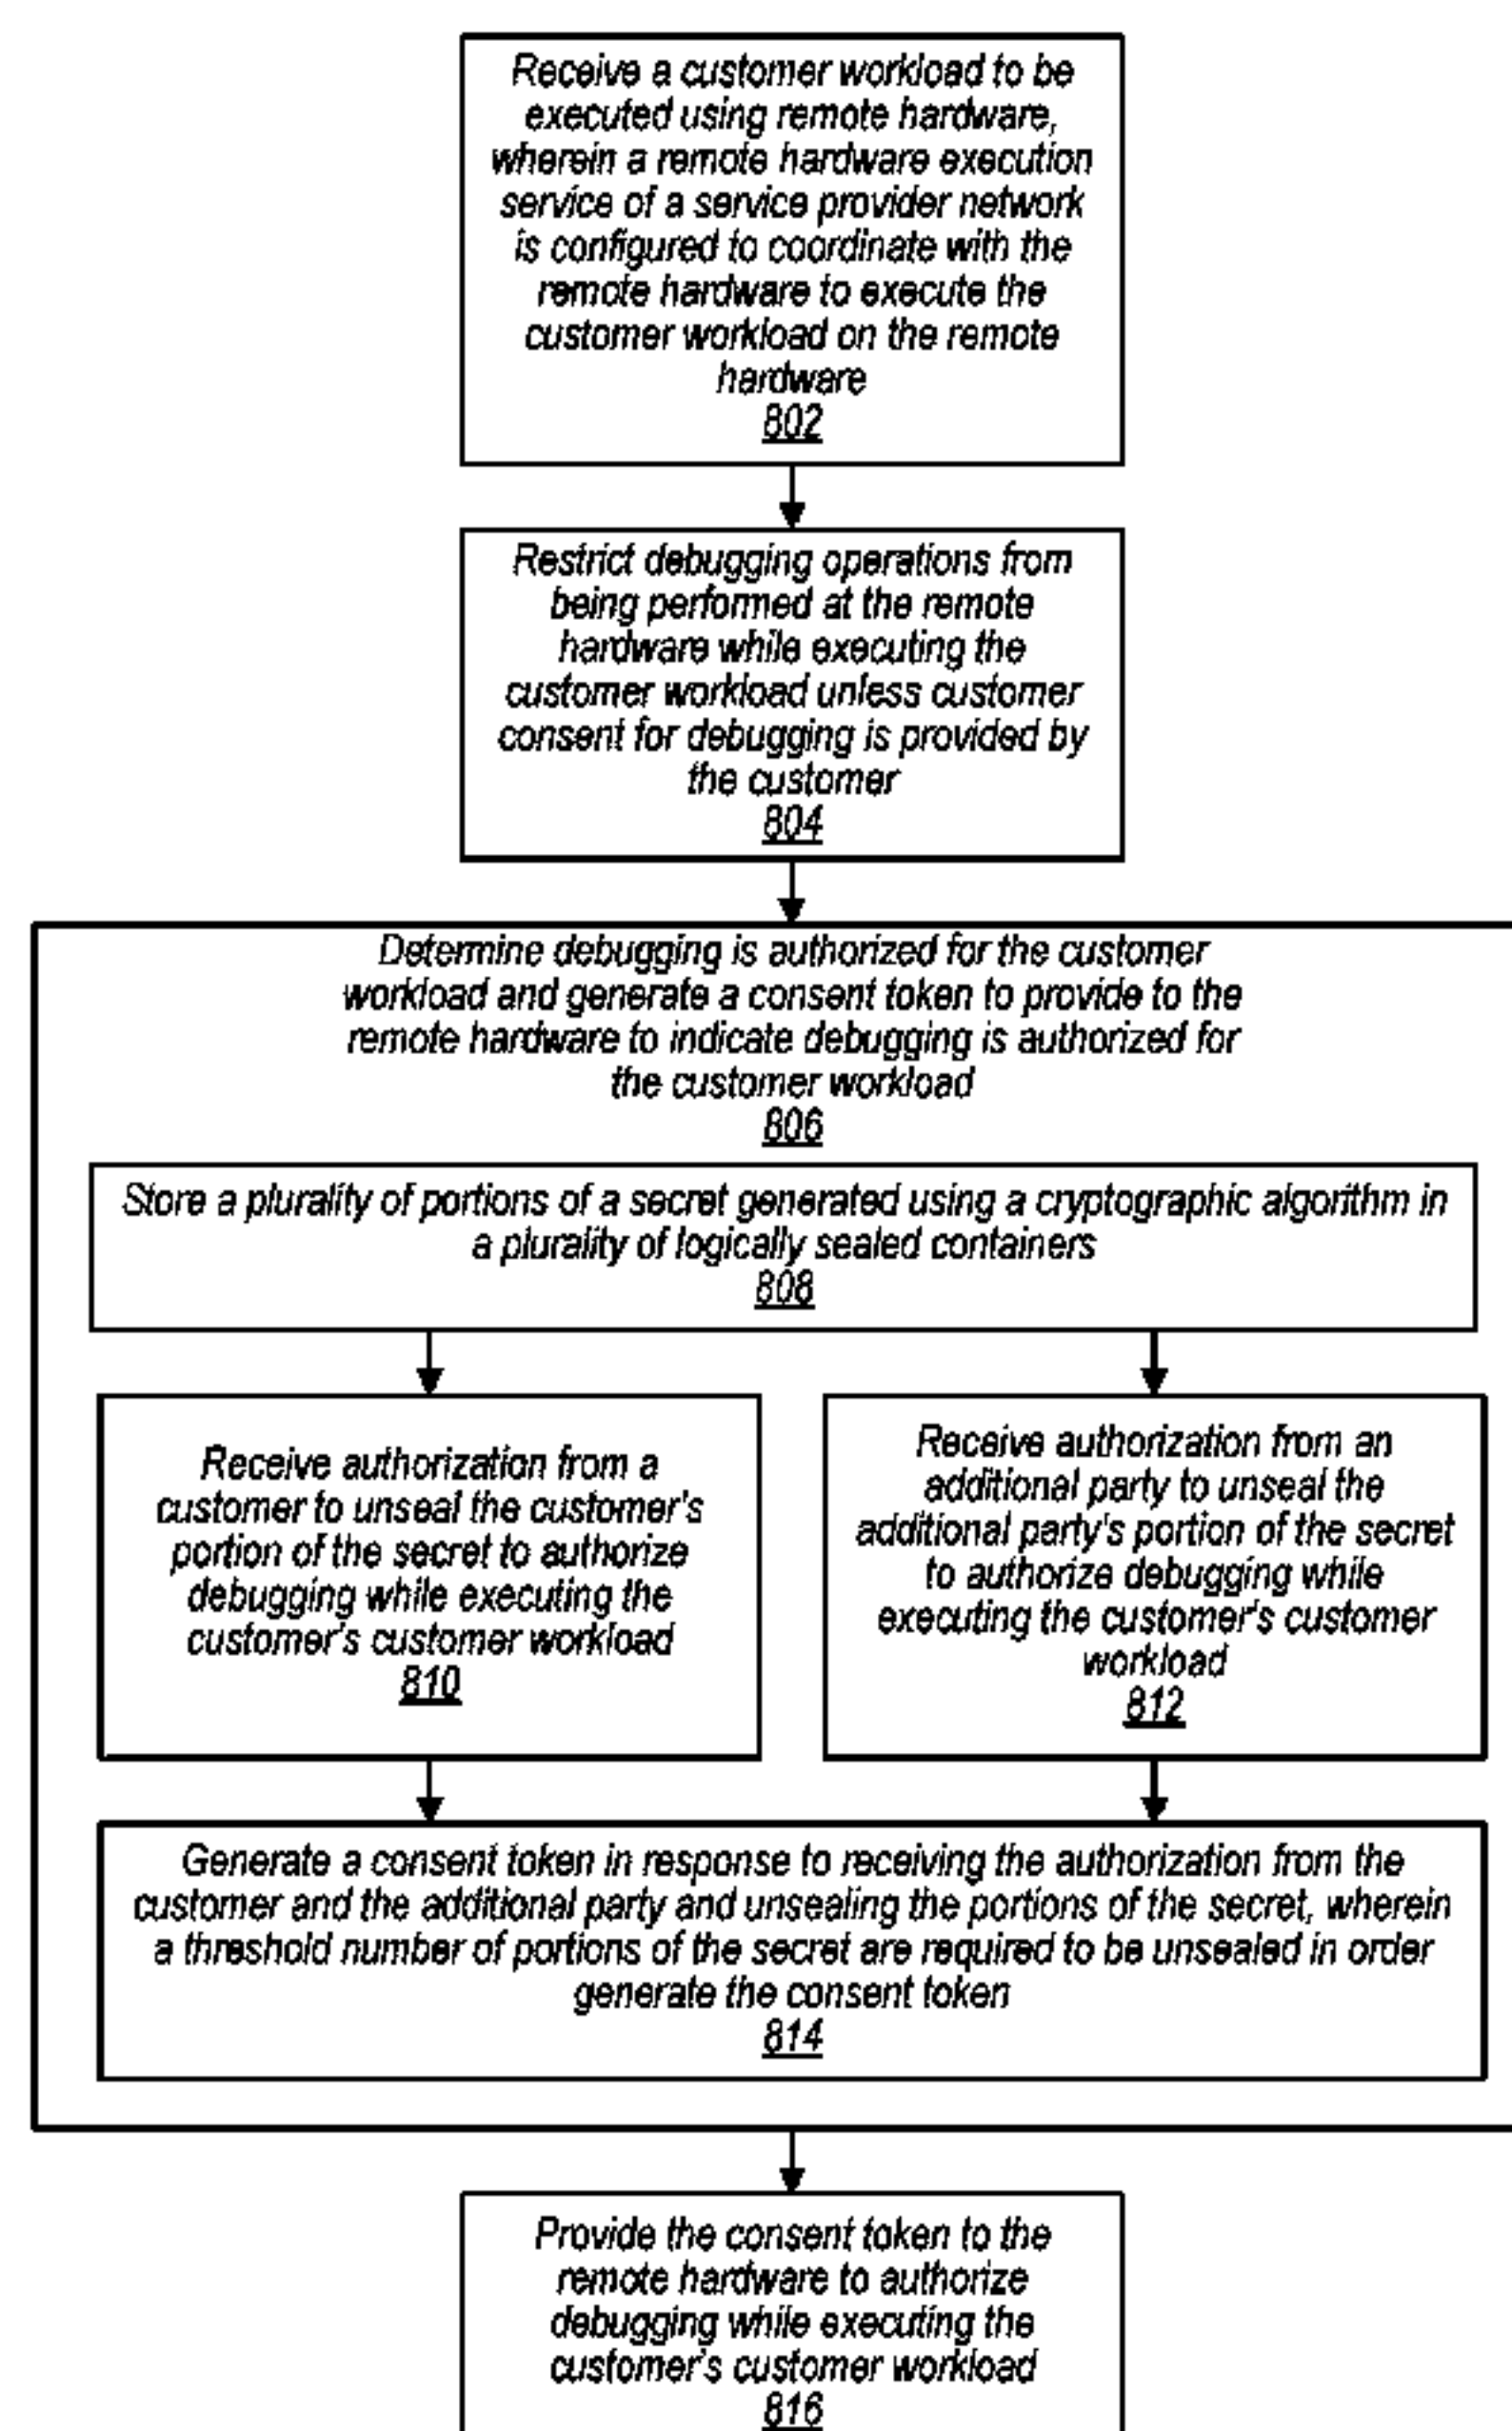 Receive a customer workload to be
executed using remote hardware,
wherein a remote hardware execution
service of a service provider network
is configured to coordinate with the
remote hardware to execute the
customer workload on the remote
hardware
802
Restrict debugging operations from
being performed at the remote
hardware while executing the
customer workload unless customer
consent for debugging is provided by
the customer
804
Determine debugging is authorized for the customer
workload and generate a consent token to provide to the
remote hardware to indicate debugging is authorized for
the customer workload
806
Store a plurality of portions of a secret generated using a cryptographic algorithm in
a plurality of logically sealed containers
808
Receive authorization from a
customer to unseal the customer's
portion of the secret to authorize
debugging while executing the
customer's customer workload
810
Receive authorization from an
additional party to unseal the
additional party's portion of the secret
to authorize debugging while
executing the customer's customer
workload
812
Generate a consent token in response to receiving the authorization from the
customer and the additional party and unsealing the portions of the secret, wherein
a threshold number of portions of the secret are required to be unsealed in order
generate the consent token
814
Provide the consent token to the
remote hardware to authorize
debugging while executing the
customer's customer workload
816